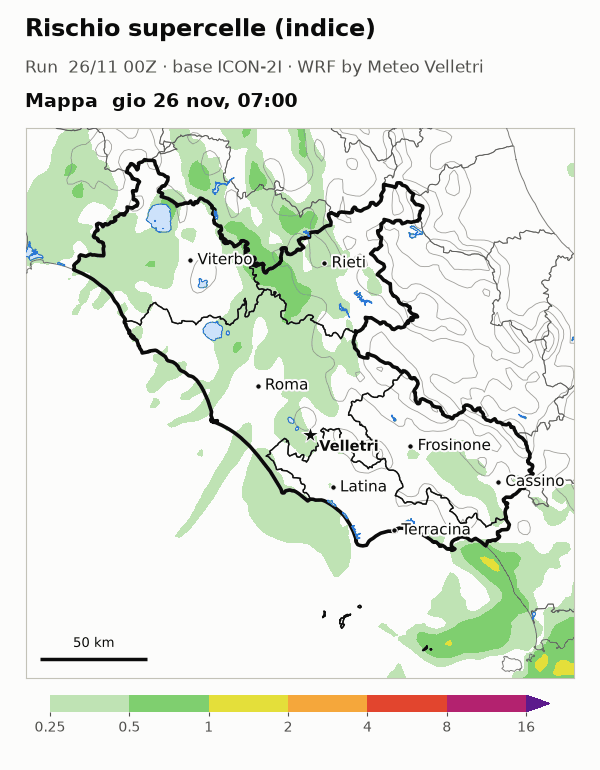 Rischio supercelle (indice)
Run  26/11 00Z · base ICON-2I · WRF by Meteo Velletri
Mappa  gio 26 nov, 07:00
Viterbo
Rieti
Roma
Velletri
Frosinone
Cassino
Latina
Terracina
50 km
0.25 0.5 1 2 4 8 16